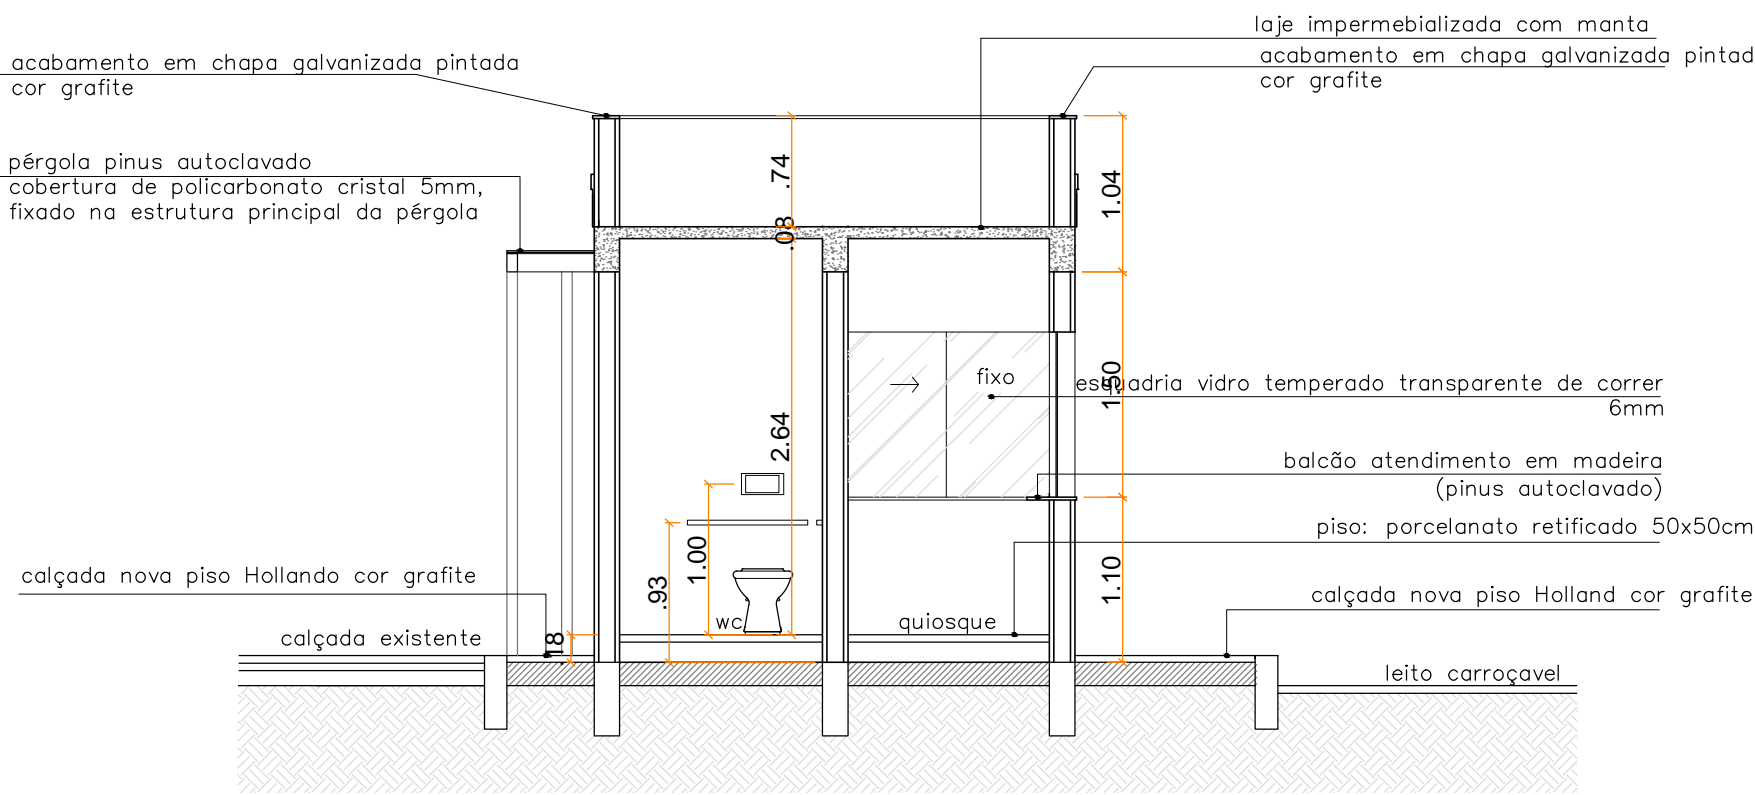 laje impermebializada com manta
acabamento em chapa galvanizada pintada
cor grafite
acabamento em chapa galvanizada pintad
cor grafite
pérgola pinus autoclavado
cobertura de policarbonato cristal 5mm,
fixado na estrutura principal da pérgola
.74
1.04
.08
fixo
esquadria vidro temperado transparente de correr
6mm
1.50
2.64
balcão atendimento em madeira
(pinus autoclavado)
piso: porcelanato retificado 50x50cm
1.00
.93
1.10
calçada nova piso Hollando cor grafite
calçada nova piso Holland cor grafite
wc
quiosque
calçada existente
.18
leito carroçavel